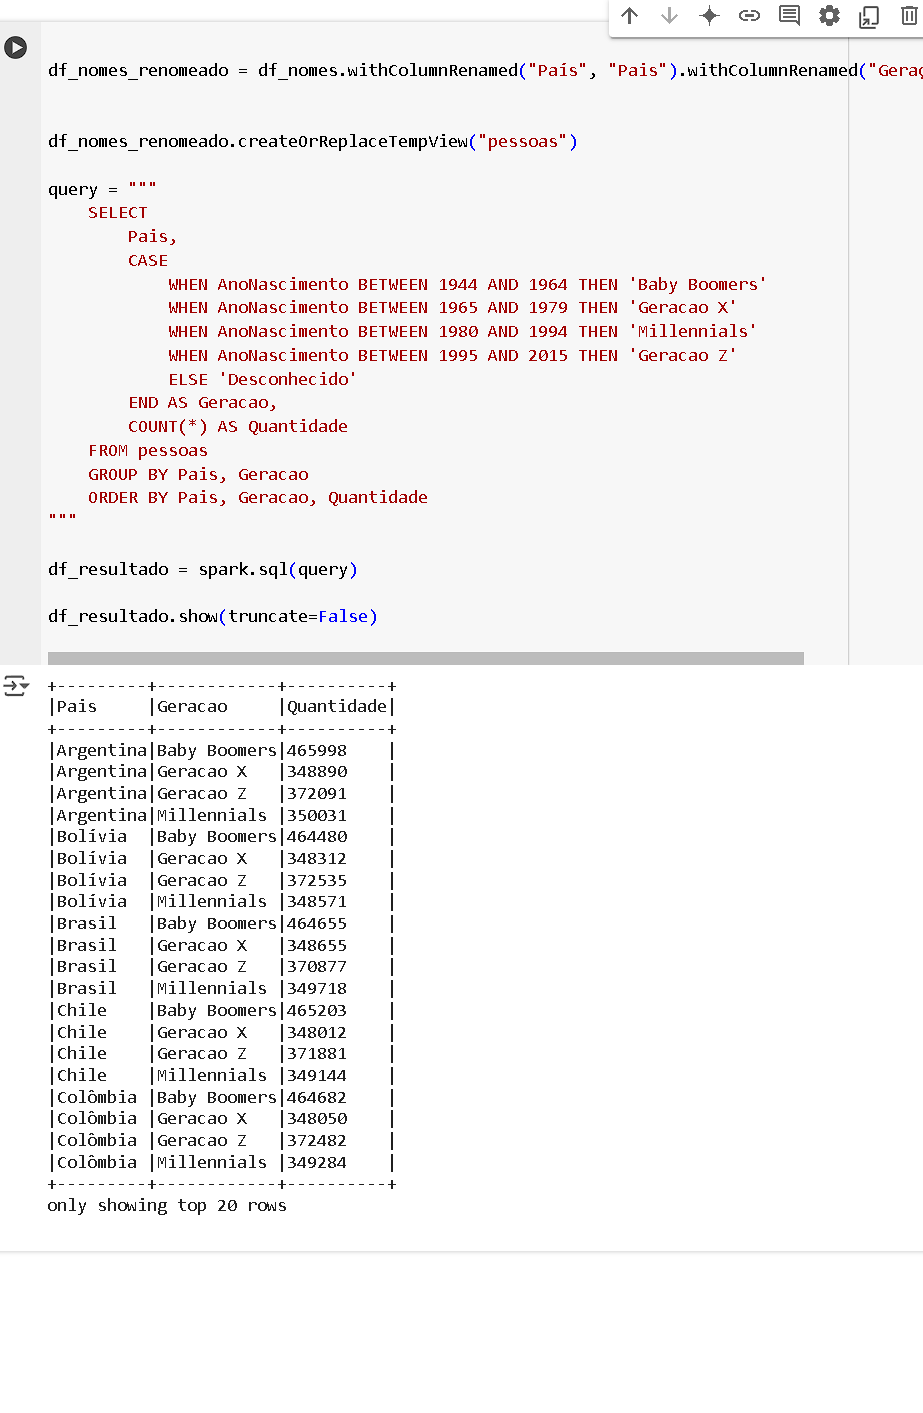 df_nomes_renomeado = df_nomes.withColumnRenamed("País", "Pais").withColumnRenamed("Geraç
df_nomes_renomeado.createOrReplaceTempView("pessoas")
query = """
SELECT
Pais,
CASE
WHEN AnoNascimento BETWEEN 1944 AND 1964 THEN 'Baby Boomers'
WHEN AnoNascimento BETWEEN 1965 AND 1979 THEN 'Geracao X'
WHEN AnoNascimento BETWEEN 1980 AND 1994 THEN 'Millennials'
WHEN AnoNascimento BETWEEN 1995 AND 2015 THEN 'Geracao Z'
ELSE 'Desconhecido'
END AS Geracao,
COUNT(*) AS Quantidade
FROM pessoas
GROUP BY Pais, Geracao
ORDER BY Pais, Geracao, Quantidade
"""
df_resultado = spark.sql(query)
df_resultado.show(truncate=False)
+---------+------------+----------+
|Pais     |Geracao     |Quantidade|
+---------+------------+----------+
|Argentina|Baby Boomers|465998    |
|Argentina|Geracao X   |348890    |
|Argentina|Geracao Z   |372091    |
|Argentina|Millennials |350031    |
|Bolívia  |Baby Boomers|464480    |
|Bolívia  |Geracao X   |348312    |
|Bolívia  |Geracao Z   |372535    |
|Bolívia  |Millennials |348571    |
|Brasil   |Baby Boomers|464655    |
|Brasil   |Geracao X   |348655    |
|Brasil   |Geracao Z   |370877    |
|Brasil   |Millennials |349718    |
|Chile    |Baby Boomers|465203    |
|Chile    |Geracao X   |348012    |
|Chile    |Geracao Z   |371881    |
|Chile    |Millennials |349144    |
|Colômbia |Baby Boomers|464682    |
|Colômbia |Geracao X   |348050    |
|Colômbia |Geracao Z   |372482    |
|Colômbia |Millennials |349284    |
+---------+------------+----------+
only showing top 20 rows